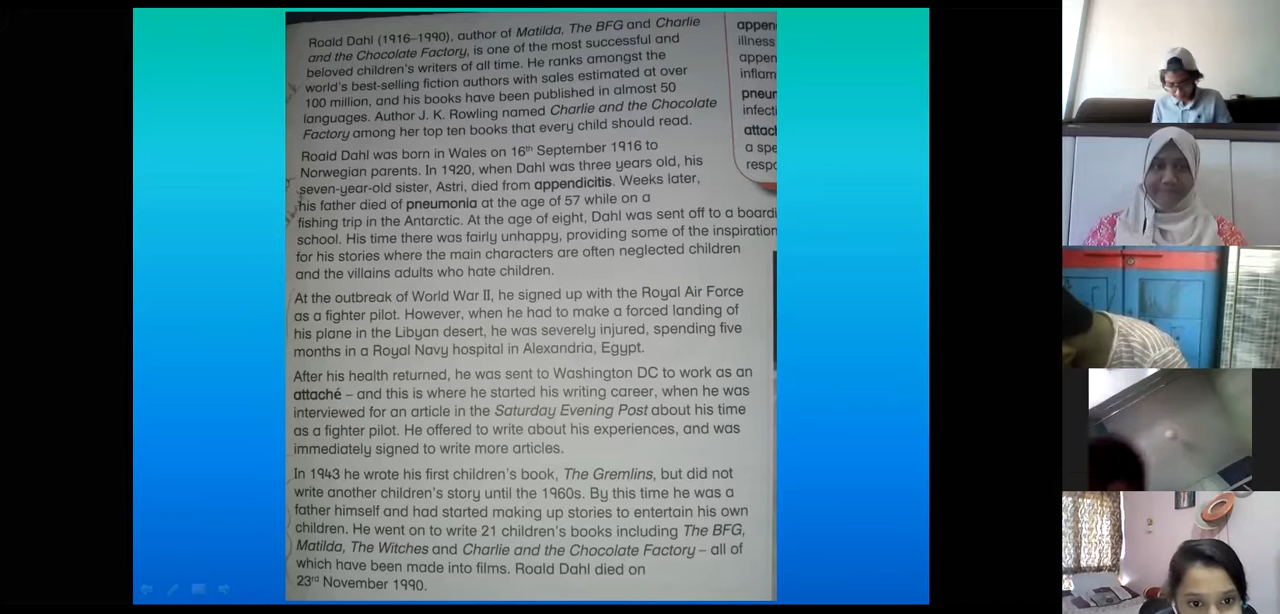 Roald Dahl (1916–1990), author of Matilda, The BFG and Charlie
and the Chocolate Factory, is one of the most successful and
beloved children's writers of all time. He ranks amongst the
world's best-selling fiction authors with sales estimated at over
100 million, and his books have been published in almost 50
languages. Author J. K. Rowling named Charlie and the Chocolate
Factory among her top ten books that every child should read.
Roald Dahl was born in Wales on 16th September 1916 to
Norwegian parents. In 1920, when Dahl was three years old, his
seven-year-old sister, Astri, died from appendicitis. Weeks later,
his father died of pneumonia at the age of 57 while on a
fishing trip in the Antarctic. At the age of eight, Dahl was sent off to a boardi
school. His time there was fairly unhappy, providing some of the inspiration
for his stories where the main characters are often neglected children
and the villains adults who hate children.
At the outbreak of World War II, he signed up with the Royal Air Force
as a fighter pilot. However, when he had to make a forced landing of
his plane in the Libyan desert, he was severely injured, spending five
months in a Royal Navy hospital in Alexandria, Egypt.
After his health returned, he was sent to Washington DC to work as an
attaché – and this is where he started his writing career, when he was
interviewed for an article in the Saturday Evening Post about his time
as a fighter pilot. He offered to write about his experiences, and was
immediately signed to write more articles.
In 1943 he wrote his first children's book, The Gremlins, but did not
write another children's story until the 1960s. By this time he was a
father himself and had started making up stories to entertain his own
children. He went on to write 21 children's books including The BFG,
Matilda, The Witches and Charlie and the Chocolate Factory – all of
which have been made into films. Roald Dahl died on
23rd November 1990.
appen
illness
appen
inflam
pneur
infecti
attach
a spe
respo